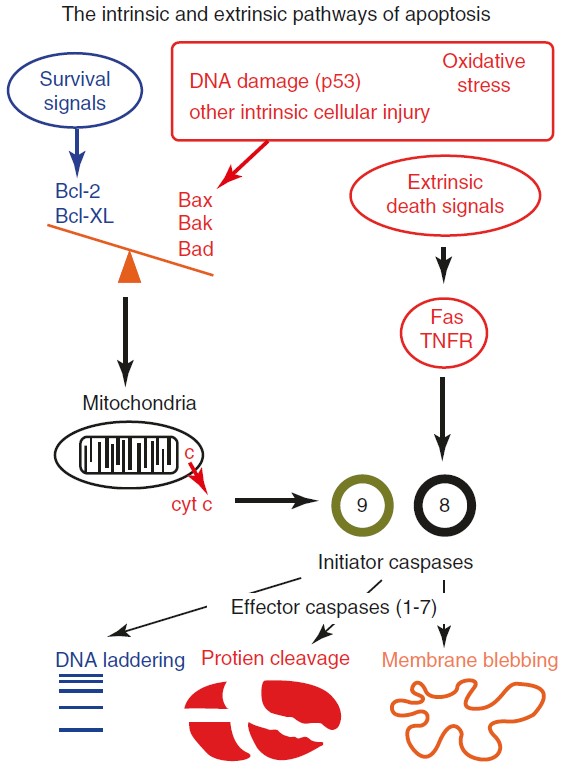 The intrinsic and extrinsic pathways of apoptosis
Survival
signals
DNA damage (p53)
other intrinsic cellular injury
Oxidative
stress
Bcl-2
Bcl-XL
Bax
Bak
Bad
Extrinsic
death signals
Fas
TNFR
Mitochondria
c
cyt c
9
8
Initiator caspases
Effector caspases (1-7)
DNA laddering
Protien cleavage
Membrane blebbing